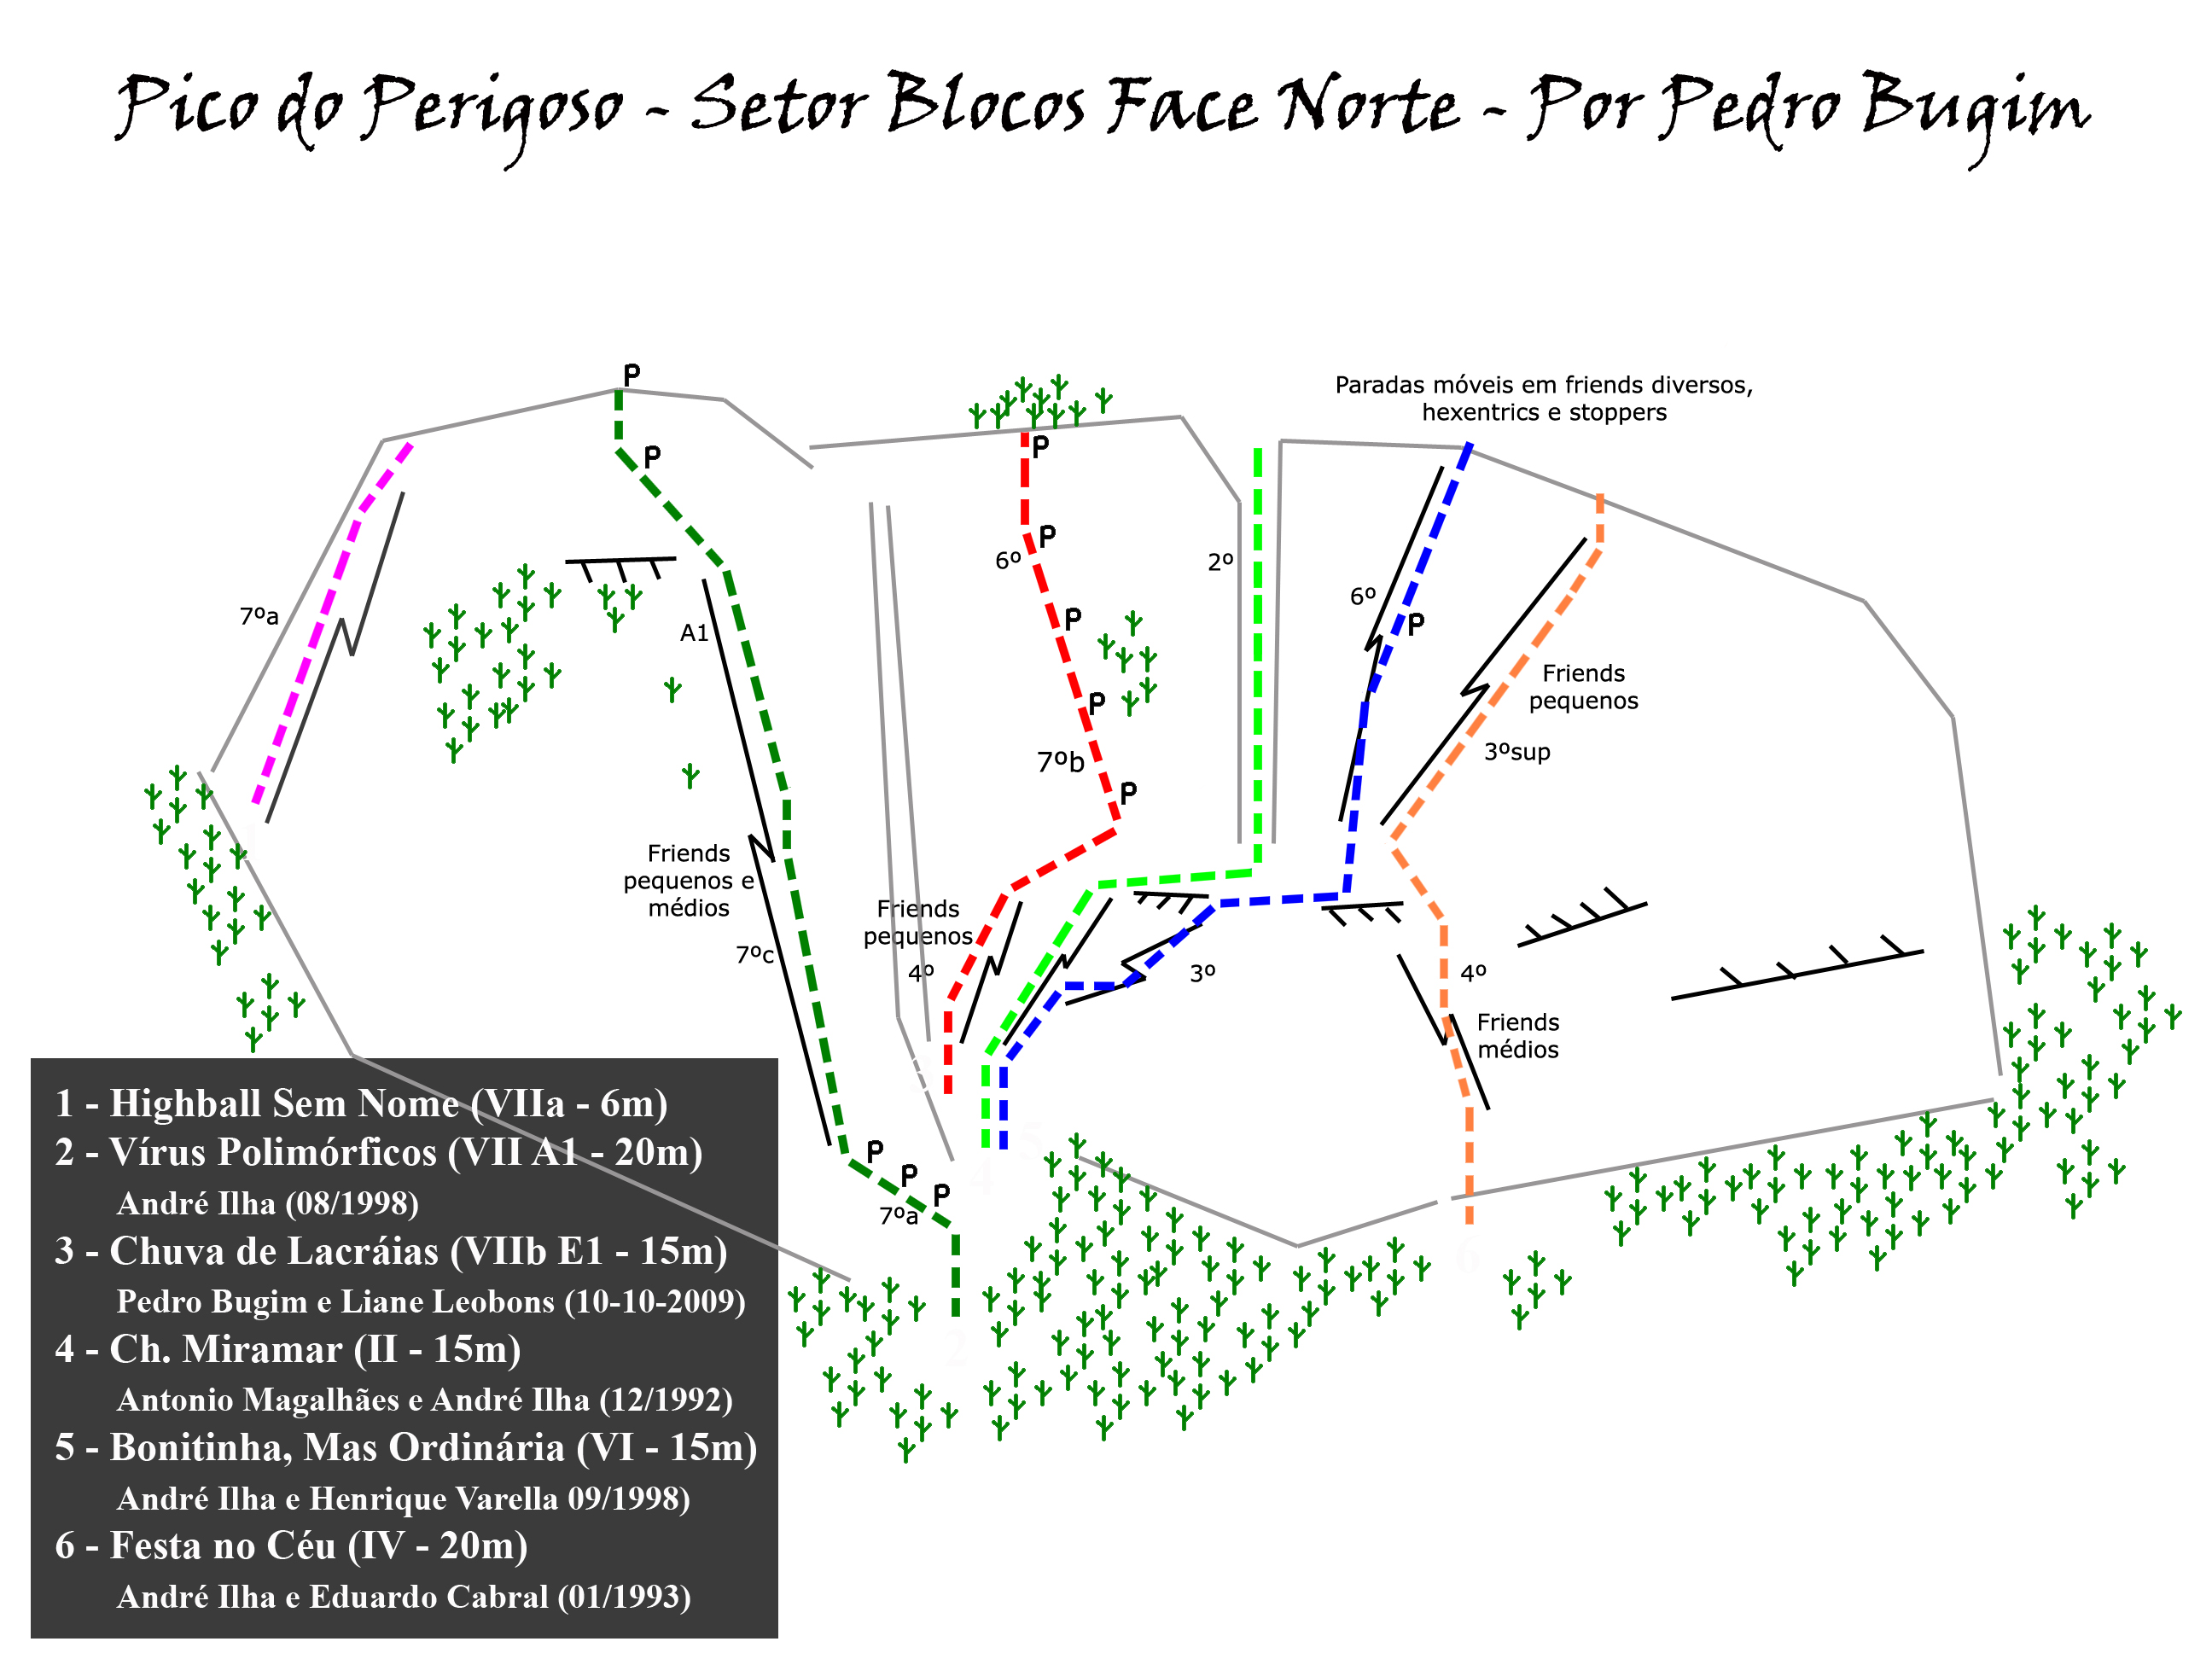 Pico do Perigoso - Setor Blocos Face Norte - Por Pedro Bugim
P
Paradas móveis em friends diversos,
hexentrics e stoppers
P
P
P
6º
2º
6º
7ºa
A1
P
P
Friends
pequenos
P
7ºb
3ºsup
P
Friends
pequenos e
médios
7ºc
Friends
pequenos
4º
3º
4º
Friends
médios
P
P
P
7ºa
5
6
2
1 - Highball Sem Nome (VIIa - 6m)
2 - Vírus Polimórficos (VII A1 - 20m)
André Ilha (08/1998)
3 - Chuva de Lacráias (VIIb E1 - 15m)
Pedro Bugim e Liane Leobons (10-10-2009)
4 - Ch. Miramar (II - 15m)
Antonio Magalhães e André Ilha (12/1992)
5 - Bonitinha, Mas Ordinária (VI - 15m)
André Ilha e Henrique Varella 09/1998)
6 - Festa no Céu (IV - 20m)
André Ilha e Eduardo Cabral (01/1993)